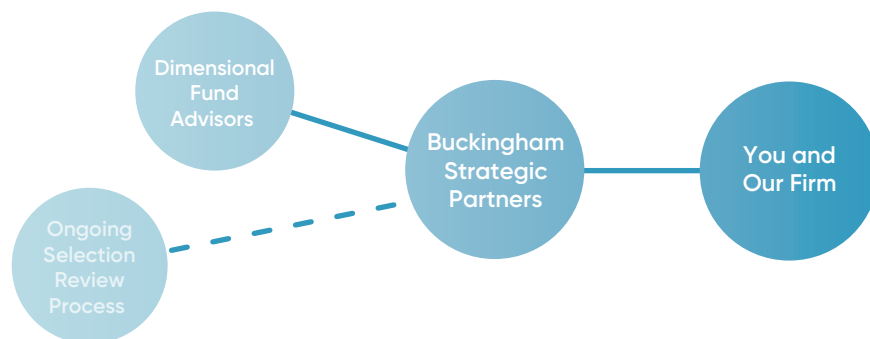 Dimensional
Fund
Advisors
Buckingham
Strategic
Partners
You and
Our Firm
Ongoing
Selection
Review
Process